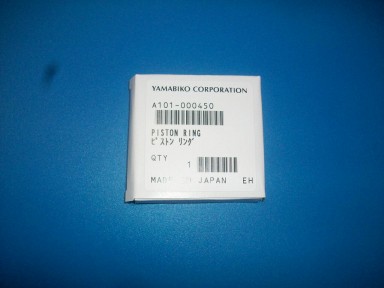 YAMABIKO CORPORATION
A101-000450
PISTON RING
ピストン リング
QTY 1
MADE IN JAPAN EH